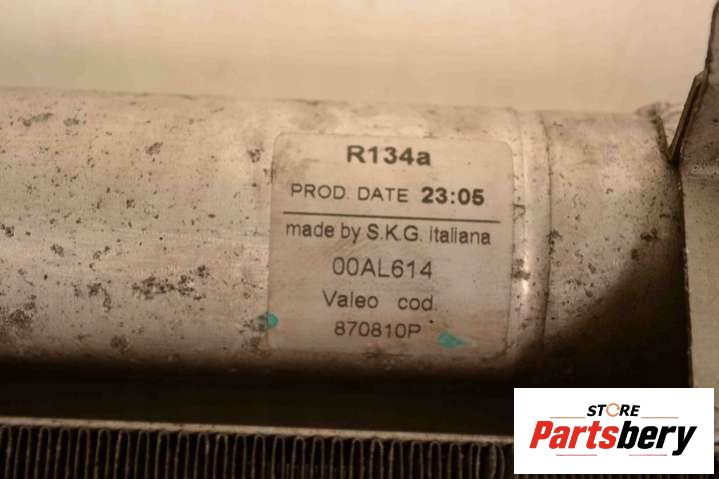 R134a
PROD. DATE 23:05
made by S.K.G. italiana
00AL614
Valeo cod
870810P
STORE
Partsbery